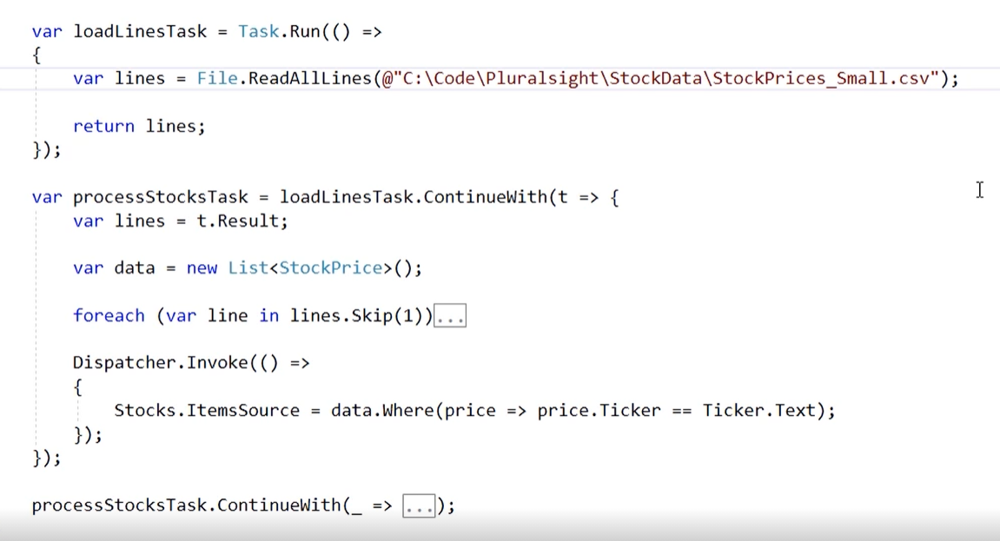 var loadLinesTask = Task.Run(() =>
{
    var lines = File.ReadAllLines(@"C:\Code\Pluralsight\StockData\StockPrices_Small.csv");
    return lines;
});
var processStocksTask = loadLinesTask.ContinueWith(t => {
    var lines = t.Result;
    var data = new List<StockPrice>();
    foreach (var line in lines.Skip(1))...
    Dispatcher.Invoke(() =>
    {
        Stocks.ItemsSource = data.Where(price => price.Ticker == Ticker.Text);
    });
});
processStocksTask.ContinueWith(_ => ...);